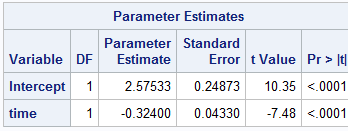 Parameter Estimates
Variable DF Parameter Estimate Standard Error t Value Pr > |t|
Intercept 1 2.57533 0.24873 10.35 <.0001
time 1 -0.32400 0.04330 -7.48 <.0001